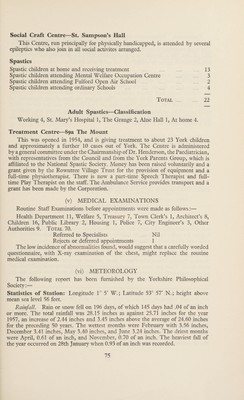 Social Craft Centre—St. Sampson's Hall
This Centre, run principally for physically handicapped, is attended by several
epileptics who also join in all social activities arranged.
Spastics
Spastic children at home and receiving treatment 13
Spastic children attending Mental Welfare Occupation Centre 3
Spastic children attending Fulford Open Air School 2
Spastic children attending ordinary Schools 4
TOTAL 22
Adult Spastics—Classification
Working 4, St. Mary's Hospital 1, The Grange 2, Alne Hall 1, At home 4.
Treatment Centre—89a The Mount
This was opened in 1954, and is giving treatment to about 23 York children
and approximately a further 10 cases out of York. The Centre is administered
by a general committee under the Chairmanship of Dr. Henderson, the Paediatrician,
with representatives from the Council and from the York Parents Group, which is
affiliated to the National Spastic Society. Money has been raised voluntarily and a
grant given by the Rowntree Village Trust for the provision of equipment and a
full-time physiotherapist. There is now a part-time Speech Therapist and full-
time Play Therapist on the staff. The Ambulance Service provides transport and a
grant has been made by the Corporation.
(v) MEDICAL EXAMINATIONS
Routine Staff Examinations before appointments were made as follows:—
Health Department 11, Welfare 5, Treasury 7, Town Clerk's 1, Architect's 8,
Children 16, Public Library 2, Housing 1, Police 7, City Engineer's 3, Other
Authorities 9. TOTAL 70.
Referred to Specialists Nil
Rejects or deferred appointments 1
The low incidence of abnormalities found, would suggest that a carefully worded
questionnaire, with X-ray examination of the chest, might replace the routine
medical examination.
(vi) METEOROLOGY
The following report has been furnished by the Yorkshire Philosophical
Society:—
Statistics of Station: Longitude 1° 5' W.; Latitude 53° 57' N.; height above
mean sea level 56 feet.
Rainfall. Rain or snow fell on 196 days, of which 145 days had .04 of an inch
or more. The total rainfall was 28.15 inches as against 25.71 inches for the year
1957, an increase of 2.44 inches and 3.45 inches above the average of 24.60 inches
for the preceding 50 years. The wettest months were February with 3.56 inches,
December 3.41 inches, May 3.40 inches, and June 3.24 inches. The driest months
were April, 0.61 of an inch, and November, 0.70 of an inch. The heaviest fall of
the year occurred on 28th January when 0.93 of an inch was recorded.
75